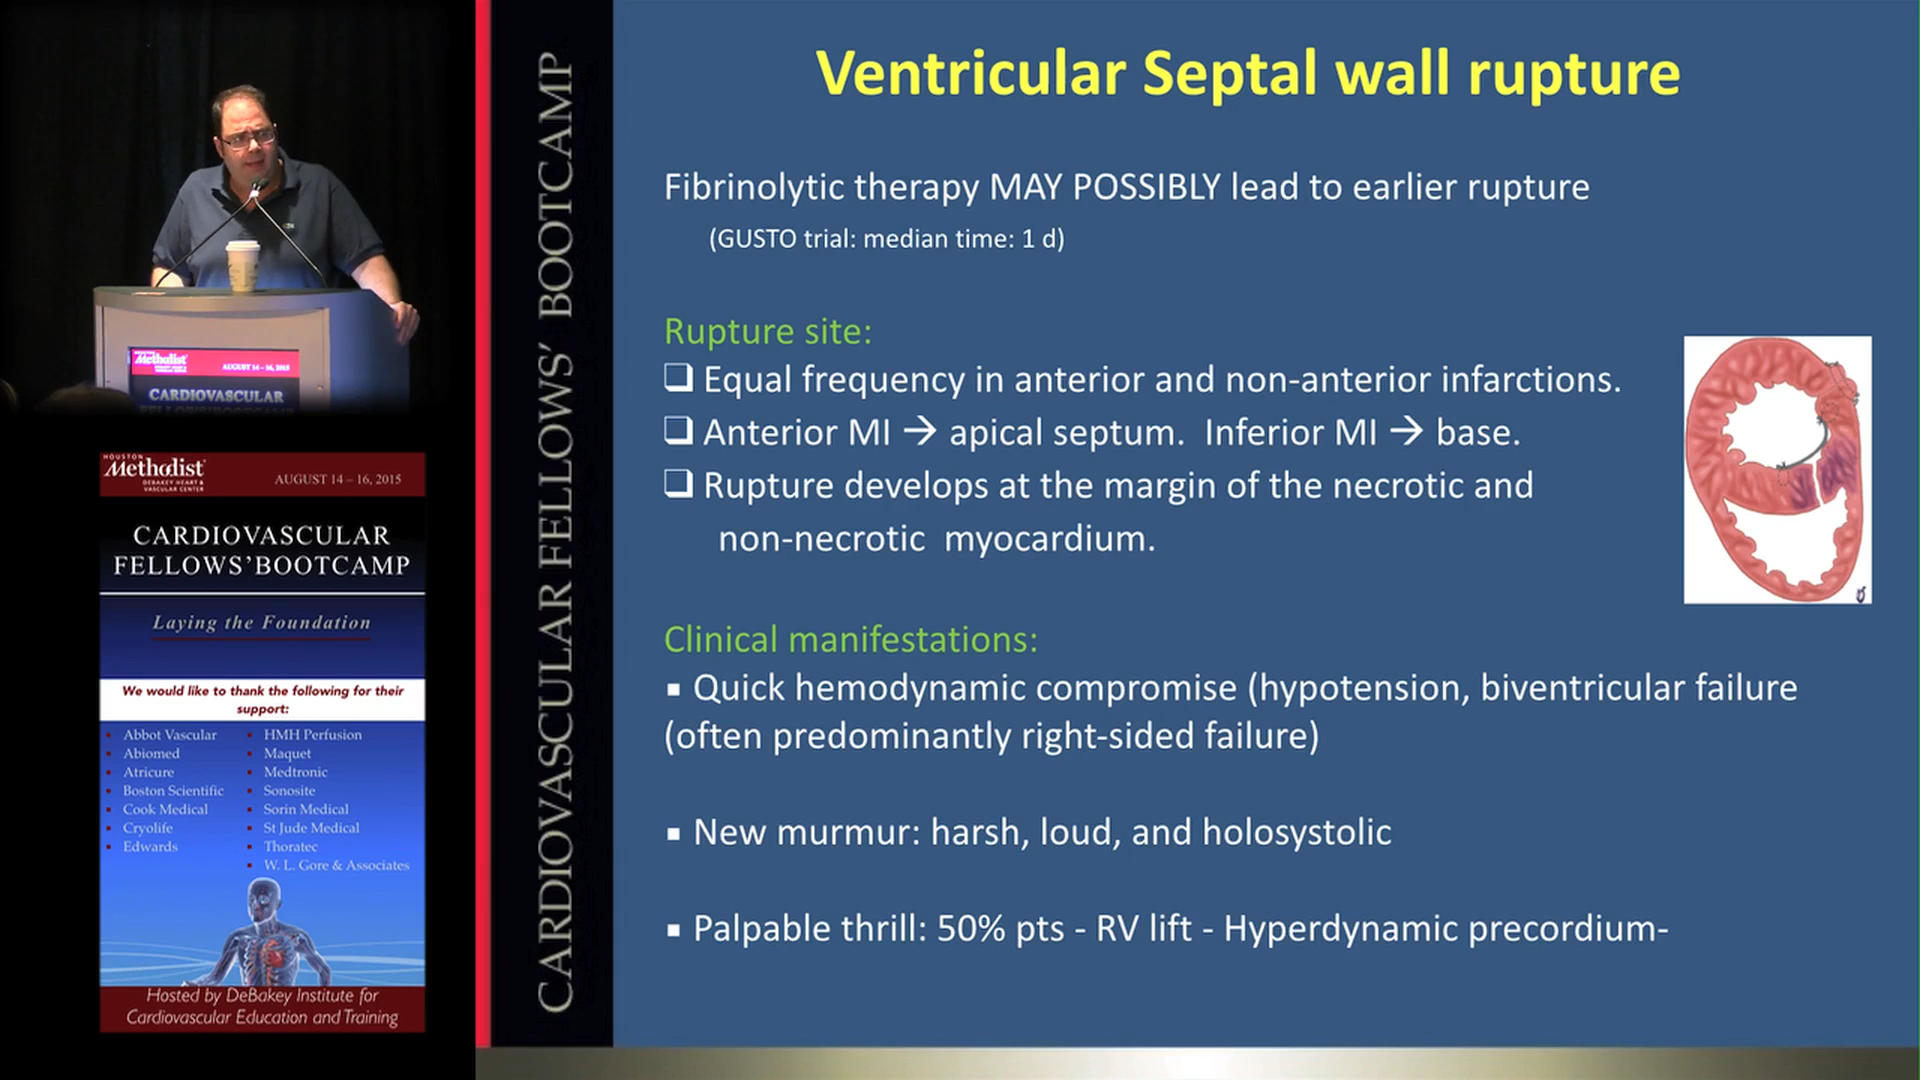 Methodist
AUGUST 14 - 16, 2015
CARDIOVASCULAR
FELLOWS'BOOTCAMP
HOUSTON
Methodist
DEBAKEY HEART &
VASCULAR CENTER
AUGUST 14 – 16, 2015
CARDIOVASCULAR
FELLOWS'BOOTCAMP
Laying the Foundation
We would like to thank the following for their
support:
Abbot Vascular
Abiomed
Atricure
Boston Scientific
Cook Medical
Cryolife
Edwards
HMH Perfusion
Maquet
Medtronic
Sonosite
Sorin Medical
St Jude Medical
Thoratec
W. L. Gore & Associates
Hosted by DeBakey Institute for
Cardiovascular Education and Training
CARDIOVASCULAR FELLOWS' BOOTCAMP
Ventricular Septal wall rupture
Fibrinolytic therapy MAY POSSIBLY lead to earlier rupture
(GUSTO trial: median time: 1 d)
Rupture site:
❑ Equal frequency in anterior and non-anterior infarctions.
❑ Anterior MI → apical septum. Inferior MI → base.
❑ Rupture develops at the margin of the necrotic and
non-necrotic myocardium.
Clinical manifestations:
▪ Quick hemodynamic compromise (hypotension, biventricular failure
(often predominantly right-sided failure)
▪ New murmur: harsh, loud, and holosystolic
▪ Palpable thrill: 50% pts - RV lift - Hyperdynamic precordium-